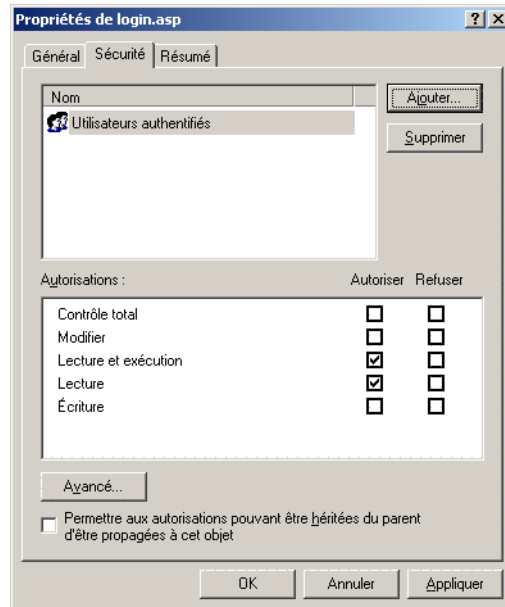 Propriétés de login.asp
Général Sécurité Résumé
Nom
Utilisateurs authentifiés
Ajouter...
Supprimer
Autorisations : Autoriser Refuser
Contrôle total
Modifier
Lecture et exécution
Lecture
Écriture
Avancé...
Permettre aux autorisations pouvant être héritées du parent
d'être propagées à cet objet
OK Annuler Appliquer